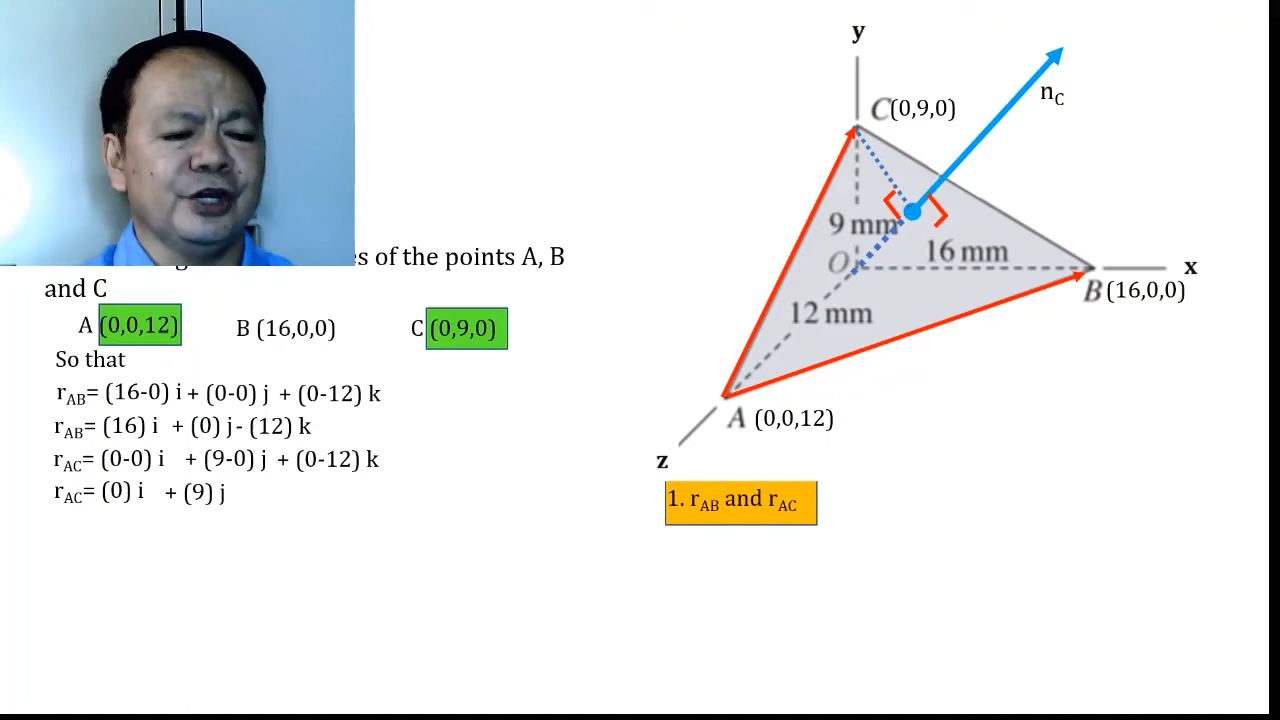 s of the points A, B
and C
A (0,0,12) B (16,0,0) C (0,9,0)
So that
rAB= (16-0) i + (0-0) j + (0-12) k
rAB= (16) i + (0) j - (12) k
rAC= (0-0) i + (9-0) j + (0-12) k
rAC= (0) i + (9) j
y
nC
C(0,9,0)
9 mm
16 mm
O
x
B(16,0,0)
12 mm
A (0,0,12)
z
1. rAB and rAC